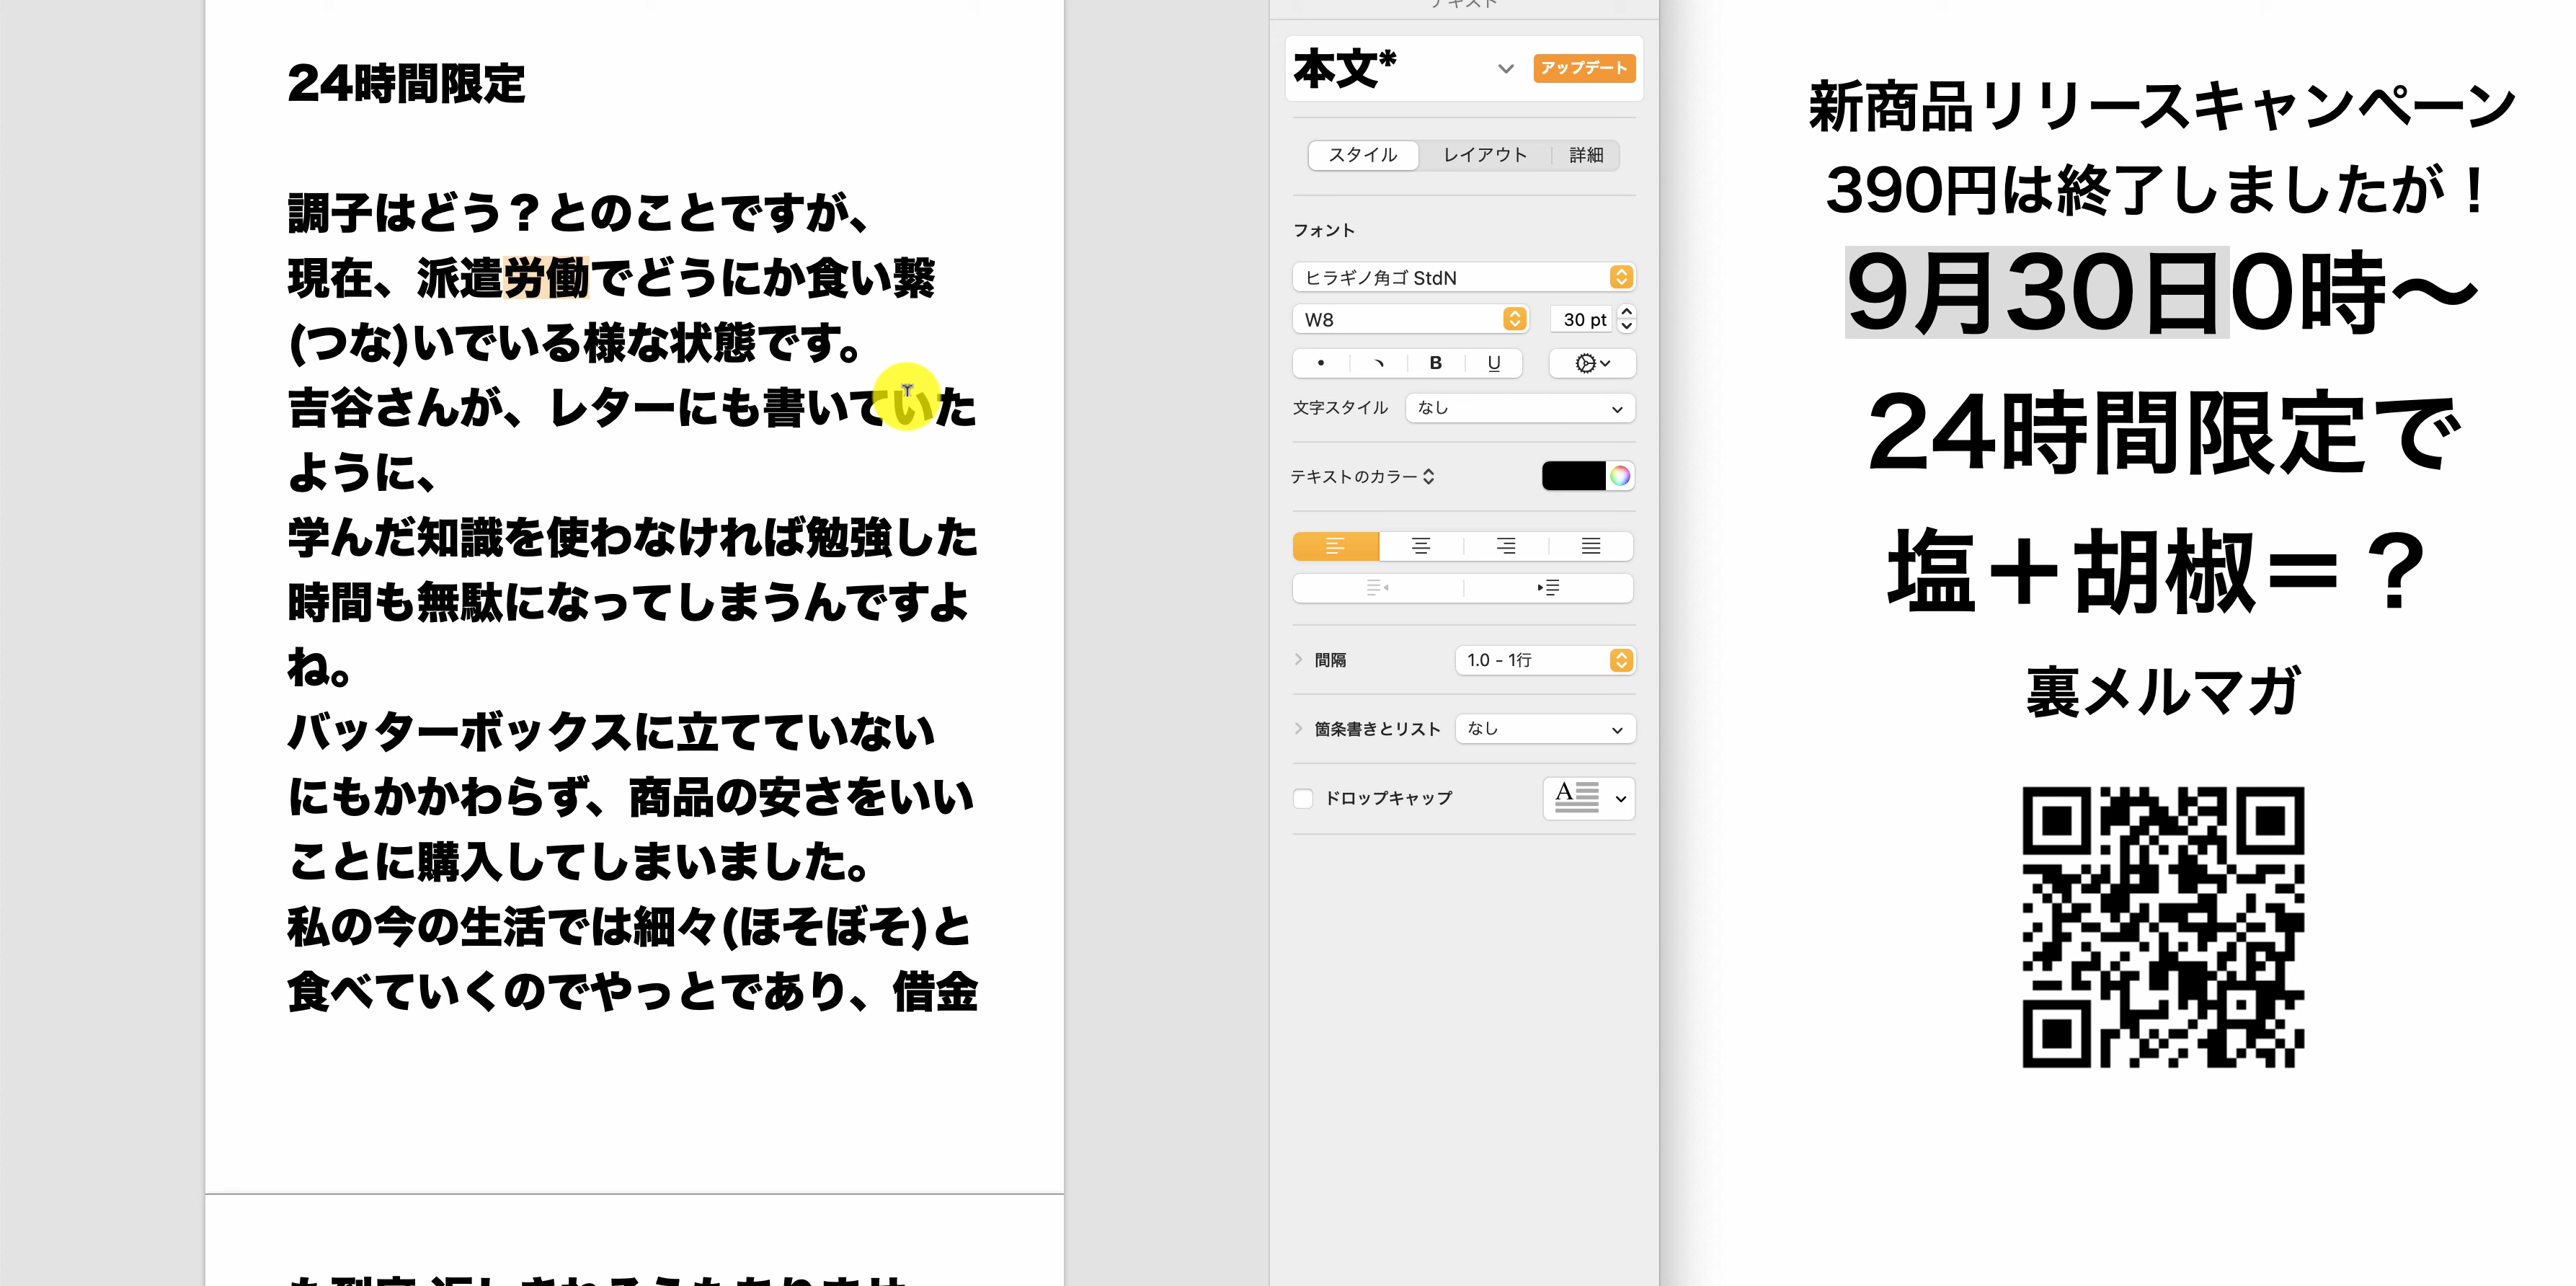 24時間限定
調子はどう？とのことですが、
現在、派遣労働でどうにか食い繋
(つな)いでいる様な状態です。
吉谷さんが、レターにも書いていた
ように、
学んだ知識を使わなければ勉強した
時間も無駄になってしまうんですよ
ね。
バッターボックスに立てていない
にもかかわらず、商品の安さをいい
ことに購入してしまいました。
私の今の生活では細々(ほそぼそ)と
食べていくのでやっとであり、借金
テキスト
本文*
アップデート
スタイル
レイアウト
詳細
フォント
ヒラギノ角ゴ StdN
W8
30 pt
B
U
文字スタイル
なし
テキストのカラー
間隔
1.0 - 1行
箇条書きとリスト
なし
ドロップキャップ
A
新商品リリースキャンペーン
390円は終了しましたが！
9月30日0時〜
24時間限定で
塩＋胡椒＝？
裏メルマガ